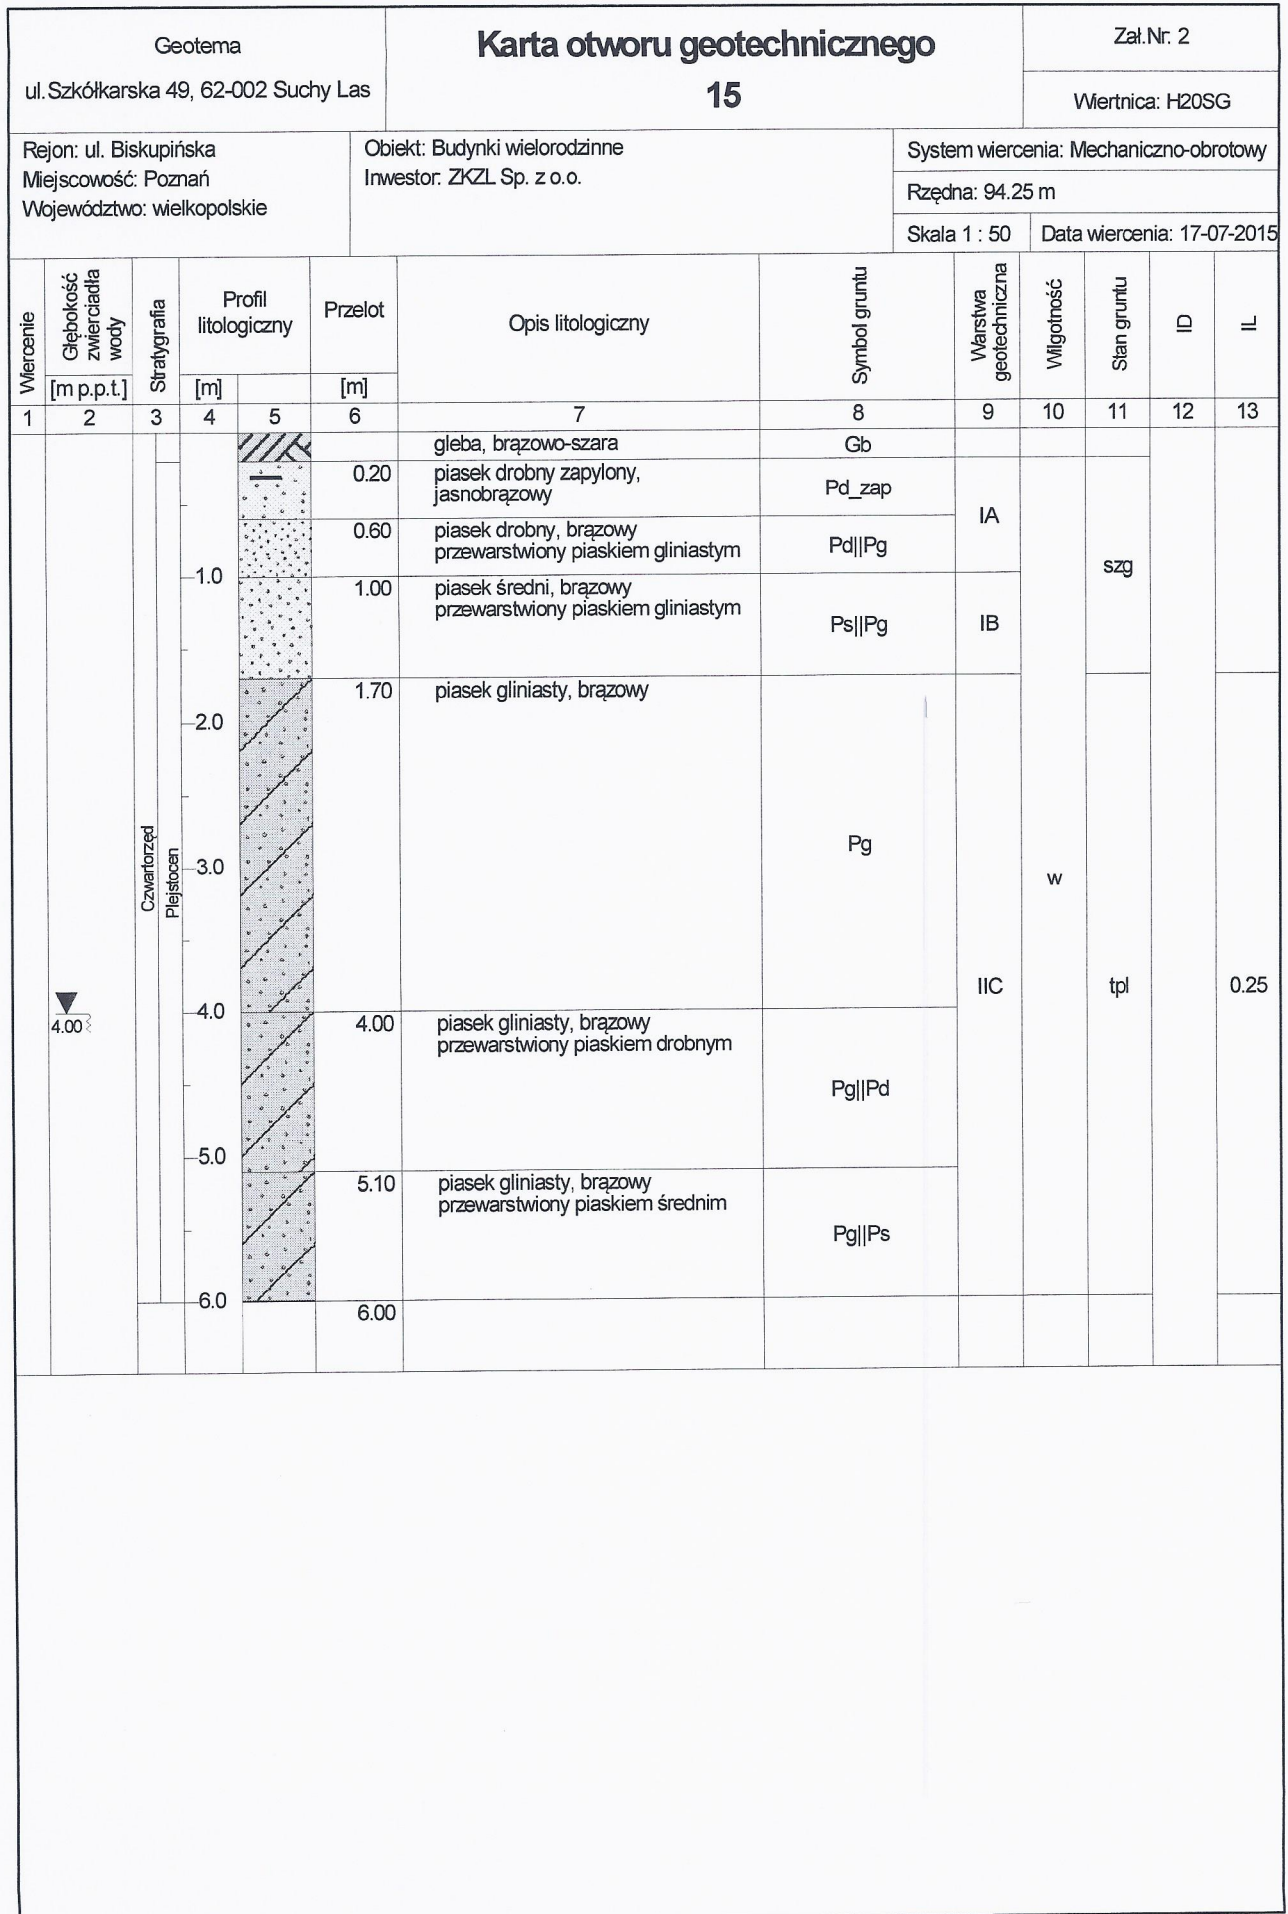 Geotema
ul. Szkółkarska 49, 62-002 Suchy Las
Karta otworu geotechnicznego
15
Zał.Nr. 2
Wiertnica: H20SG
Rejon: ul. Biskupińska
Miejscowość: Poznań
Województwo: wielkopolskie
Obiekt: Budynki wielorodzinne
Inwestor: ZKZL Sp. z o.o.
System wiercenia: Mechaniczno-obrotowy
Rzędna: 94.25 m
Skala 1 : 50
Data wiercenia: 17-07-2015
Wiercenie
Głębokość
zwierciadła
wody
[m p.p.t.]
Stratygrafia
Profil
litologiczny
[m]
Przelot
[m]
Opis litologiczny
Symbol gruntu
Warstwa
geotechniczna
Wilgotność
Stan gruntu
ID
IL
1 2 3 4 5 6 7 8 9 10 11 12 13
gleba, brązowo-szara
Gb
0.20
piasek drobny zapylony,
jasnobrązowy
Pd_zap
IA
0.60
piasek drobny, brązowy
przewarstwiony piaskiem gliniastym
Pd||Pg
szg
1.0
1.00
piasek średni, brązowy
przewarstwiony piaskiem gliniastym
Ps||Pg
IB
1.70
piasek gliniasty, brązowy
2.0
Pg
3.0
Czwartorzęd
Plejstocen
w
IIC
tpl
0.25
4.00
4.0
4.00
piasek gliniasty, brązowy
przewarstwiony piaskiem drobnym
Pg||Pd
5.0
5.10
piasek gliniasty, brązowy
przewarstwiony piaskiem średnim
Pg||Ps
6.0
6.00